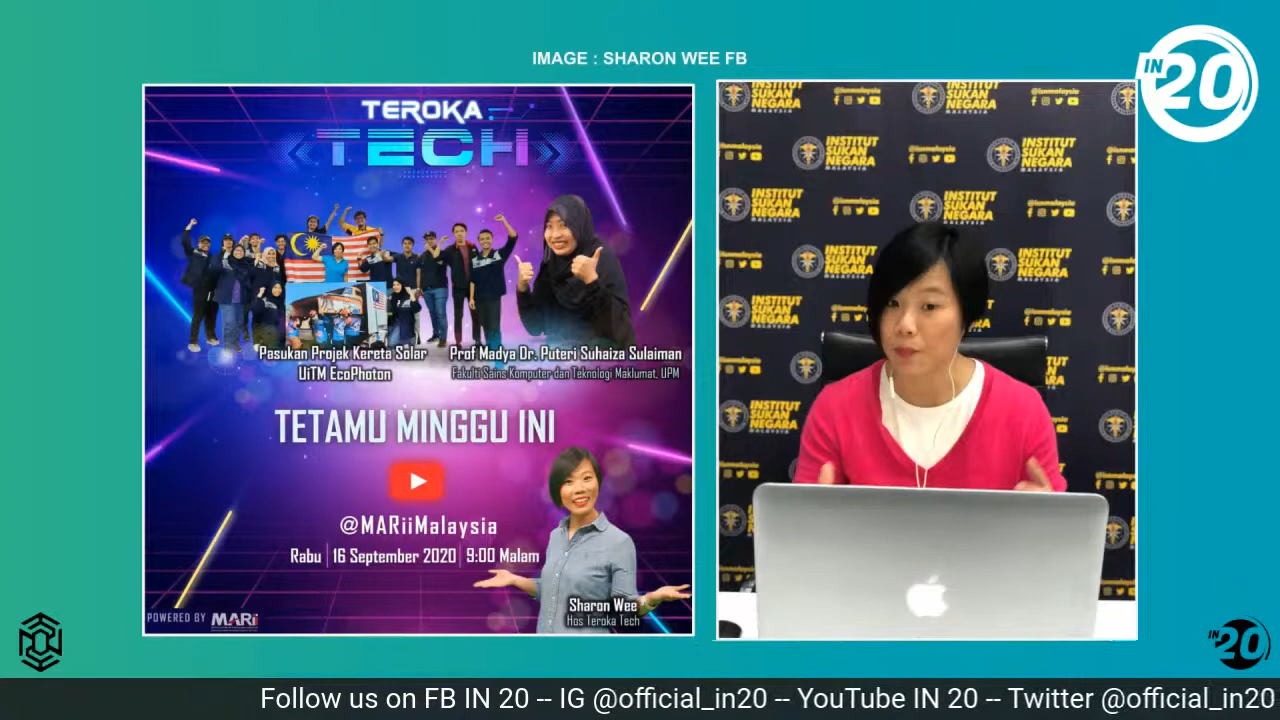 IMAGE : SHARON WEE FB
IN
20
TEROKA
TECH
Pasukan Projek Kereta Solar
UiTM EcoPhoton
Prof Madya Dr. Puteri Suhaiza Sulaiman
Fakulti Sains Komputer dan Teknologi Maklumat, UPM
TETAMU MINGGU INI
@MARiiMalaysia
Rabu | 16 September 2020 | 9:00 Malam
Sharon Wee
Hos Teroka Tech
POWERED BY MARii
@isnmalaysia
INSTITUT
SUKAN
NEGARA
MALAYSIA
IN
20
Follow us on FB IN 20 -- IG @official_in20 -- YouTube IN 20 -- Twitter @official_in20